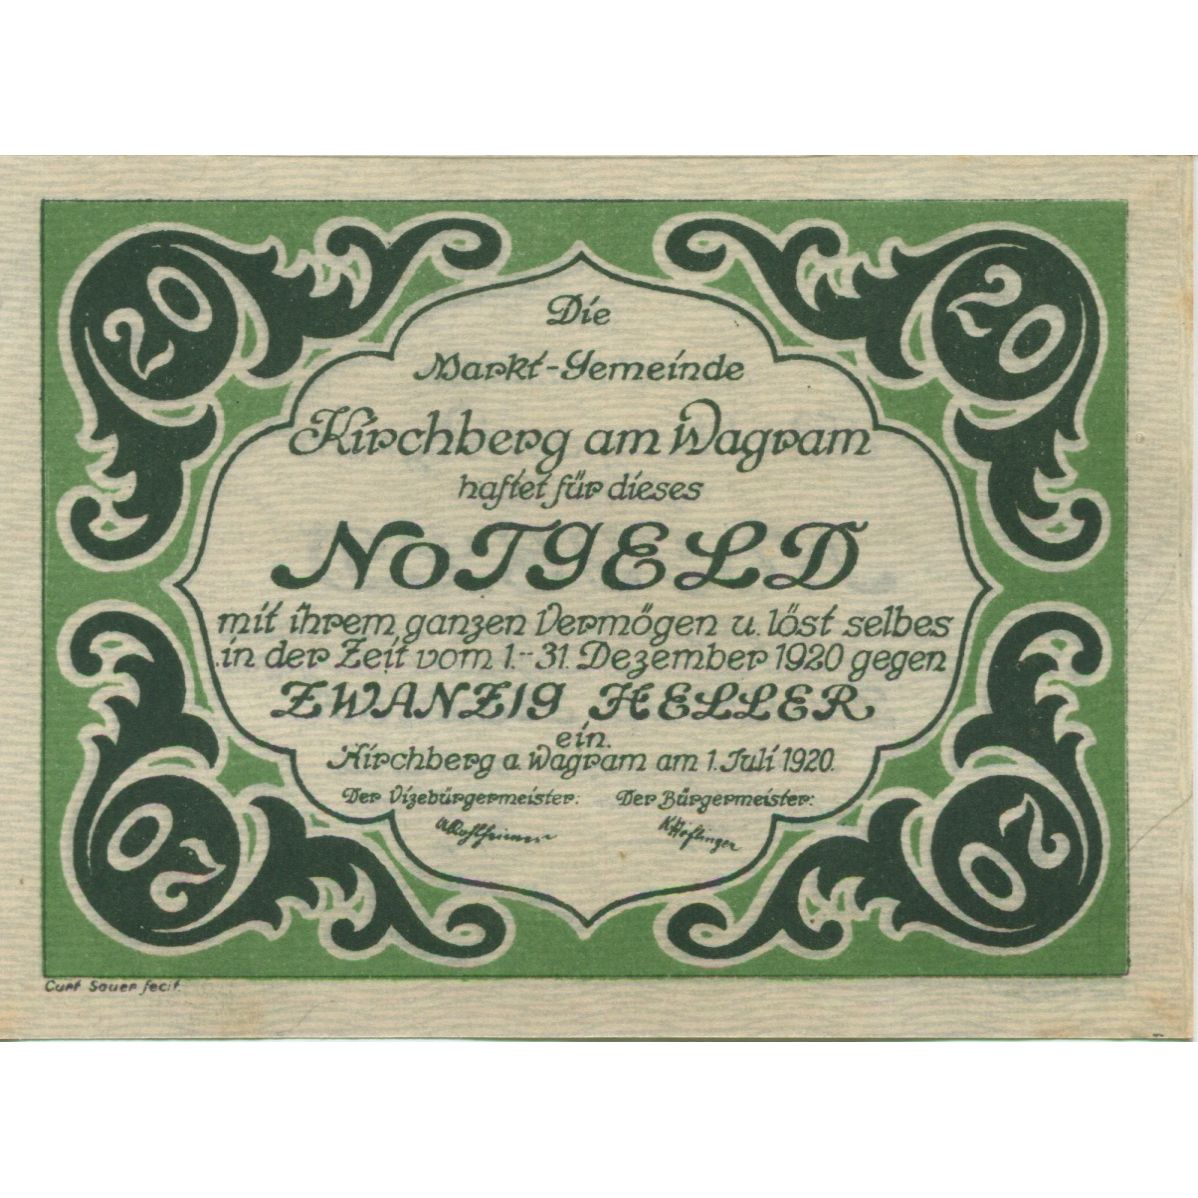 20
20
Die
Markt-Gemeinde
Kirchberg am Wagram
haftet für dieses
NOTGELD
mit ihrem ganzen Vermögen u. löst selbes
in der Zeit vom 1.-31. Dezember 1920 gegen
ZWANZIG HELLER
ein.
Kirchberg a. Wagram am 1. Juli 1920.
Der Vizebürgermeister: Der Bürgermeister:
20
20
Curt Sauer fecit.